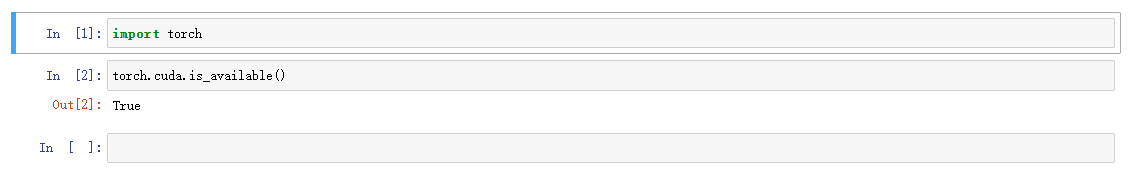 In [1]: import torch
In [2]: torch.cuda.is_available()
Out[2]: True
In [ ]: